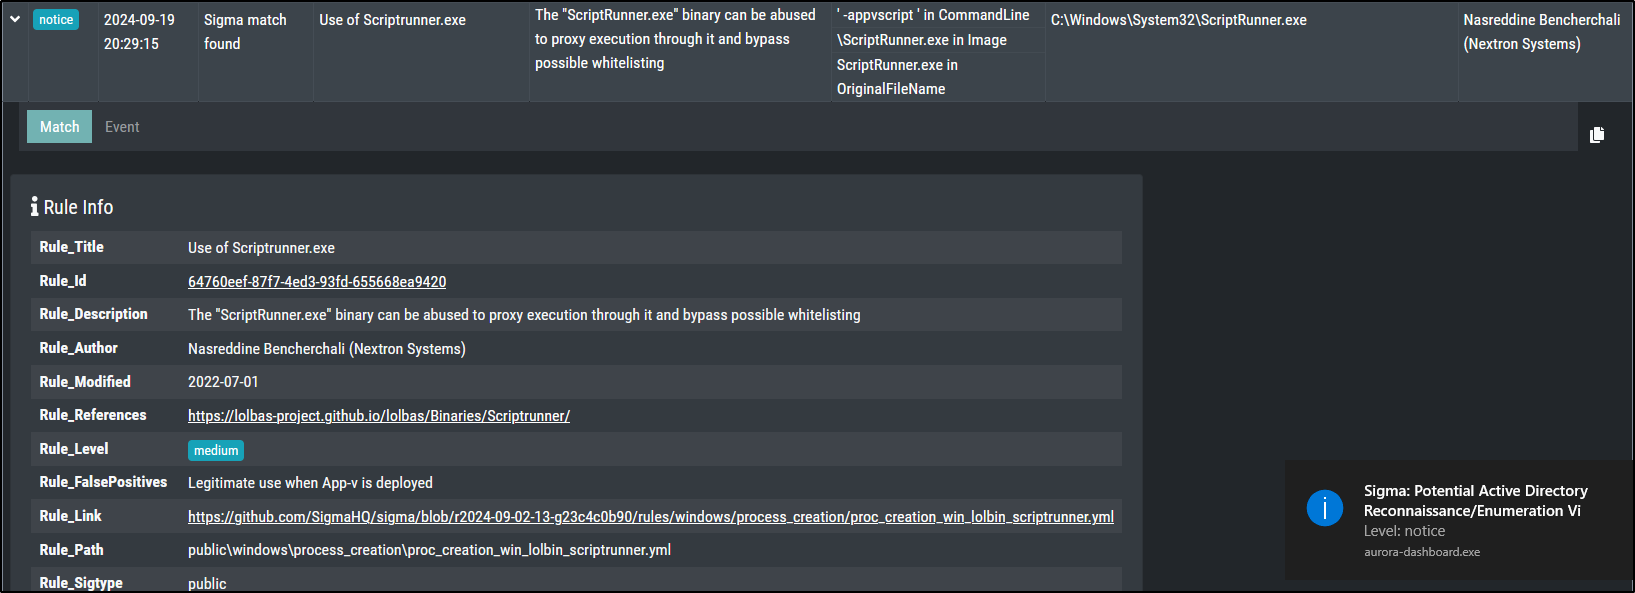 notice
2024-09-19
20:29:15
Sigma match
found
Use of Scriptrunner.exe
The "ScriptRunner.exe" binary can be abused
to proxy execution through it and bypass
possible whitelisting
' -appvscript ' in CommandLine
\ScriptRunner.exe in Image
ScriptRunner.exe in
OriginalFileName
C:\Windows\System32\ScriptRunner.exe
Nasreddine Bencherchali
(Nextron Systems)
Match Event
Rule Info
Rule_Title Use of Scriptrunner.exe
Rule_Id 64760eef-87f7-4ed3-93fd-655668ea9420
Rule_Description The "ScriptRunner.exe" binary can be abused to proxy execution through it and bypass possible whitelisting
Rule_Author Nasreddine Bencherchali (Nextron Systems)
Rule_Modified 2022-07-01
Rule_References https://lolbas-project.github.io/lolbas/Binaries/Scriptrunner/
Rule_Level medium
Rule_FalsePositives Legitimate use when App-v is deployed
Rule_Link https://github.com/SigmaHQ/sigma/blob/r2024-09-02-13-g23c4c0b90/rules/windows/process_creation/proc_creation_win_lolbin_scriptrunner.yml
Rule_Path public\windows\process_creation\proc_creation_win_lolbin_scriptrunner.yml
Rule_Sigtype public
Sigma: Potential Active Directory
Reconnaissance/Enumeration Vi
Level: notice
aurora-dashboard.exe